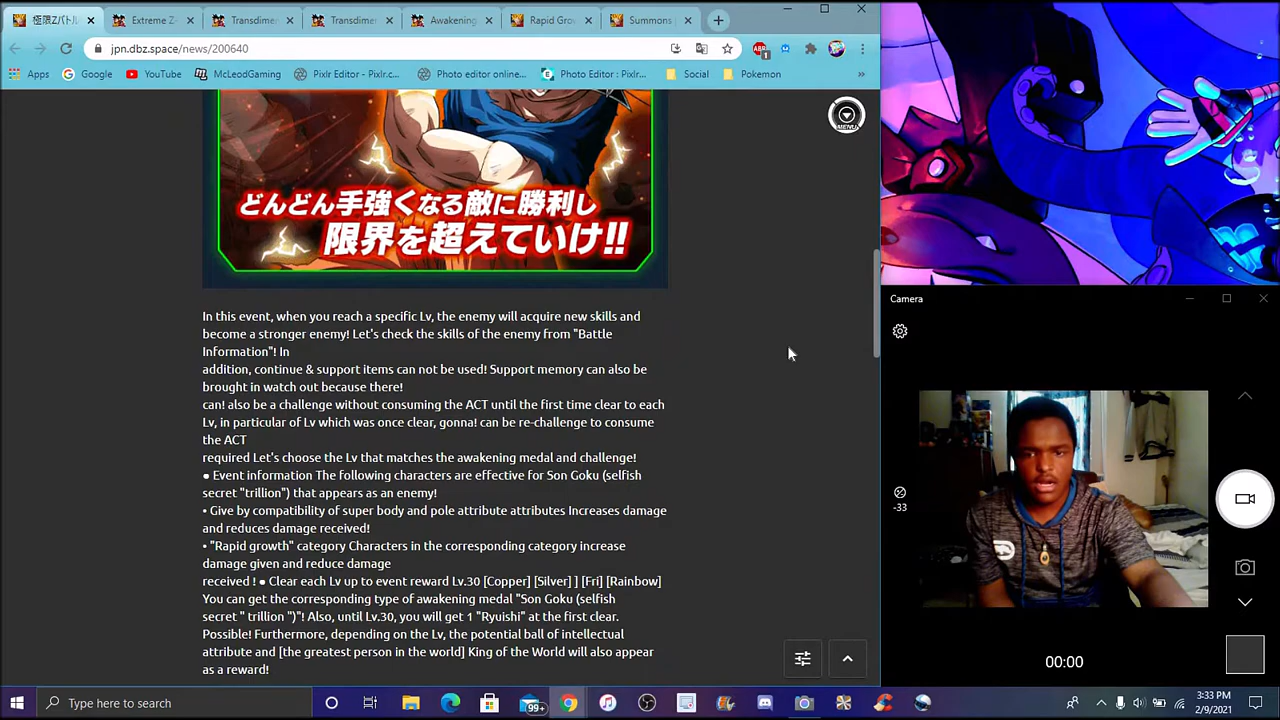 極限Zバトル
Extreme Z-
Transdimer
Transdimer
Awakening
Rapid Gro
Summons |
jpn.dbz.space/news/200640
Apps
Google
YouTube
McLeodGaming
Pixlr Editor - Pixlr.c...
Photo editor online...
Photo Editor : Pixlr...
Social
Pokemon
»
MENU
どんどん手強くなる敵に勝利し
限界を超えていけ!!
In this event, when you reach a specific Lv, the enemy will acquire new skills and
become a stronger enemy! Let's check the skills of the enemy from "Battle
Information"! In
addition, continue & support items can not be used! Support memory can also be
brought in watch out because there!
can! also be a challenge without consuming the ACT until the first time clear to each
Lv, in particular of Lv which was once clear, gonna! can be re-challenge to consume
the ACT
required Let's choose the Lv that matches the awakening medal and challenge!
● Event information The following characters are effective for Son Goku (selfish
secret "trillion") that appears as an enemy!
• Give by compatibility of super body and pole attribute attributes Increases damage
and reduces damage received!
• "Rapid growth" category Characters in the corresponding category increase
damage given and reduce damage
received ! ● Clear each Lv up to event reward Lv.30 [Copper] [Silver] ] [Fri] [Rainbow]
You can get the corresponding type of awakening medal "Son Goku (selfish
secret " trillion ")"! Also, until Lv.30, you will get 1 "Ryuishi" at the first clear.
Possible! Furthermore, depending on the Lv, the potential ball of intellectual
attribute and [the greatest person in the world] King of the World will also appear
as a reward!
Camera
-33
00:00
Type here to search
99+
3:33 PM
2/9/2021